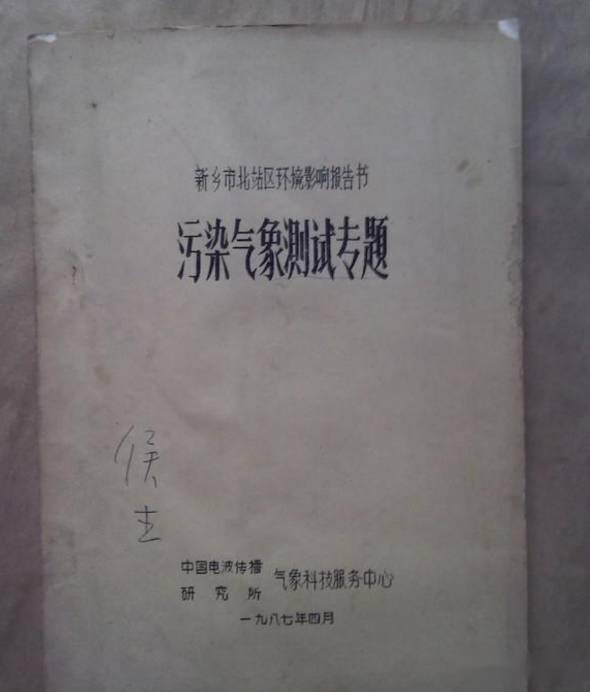 新乡市北站区环境影响报告书
污染气象测试专题
侯
主
中国电波传播
研究所 气象科技服务中心
一九八七年四月